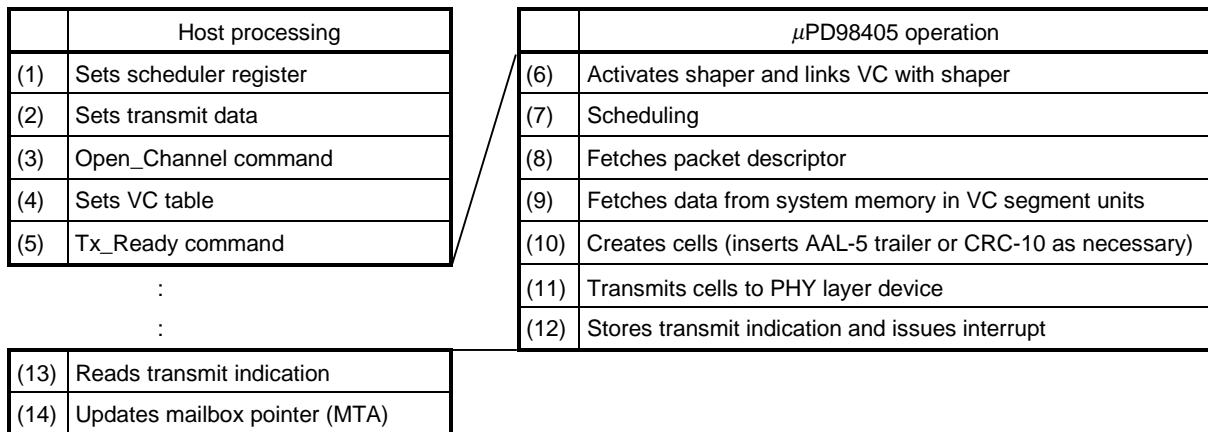 Host processing
(1) Sets scheduler register
(2) Sets transmit data
(3) Open_Channel command
(4) Sets VC table
(5) Tx_Ready command
:
:
(13) Reads transmit indication
(14) Updates mailbox pointer (MTA)
μPD98405 operation
(6) Activates shaper and links VC with shaper
(7) Scheduling
(8) Fetches packet descriptor
(9) Fetches data from system memory in VC segment units
(10) Creates cells (inserts AAL-5 trailer or CRC-10 as necessary)
(11) Transmits cells to PHY layer device
(12) Stores transmit indication and issues interrupt